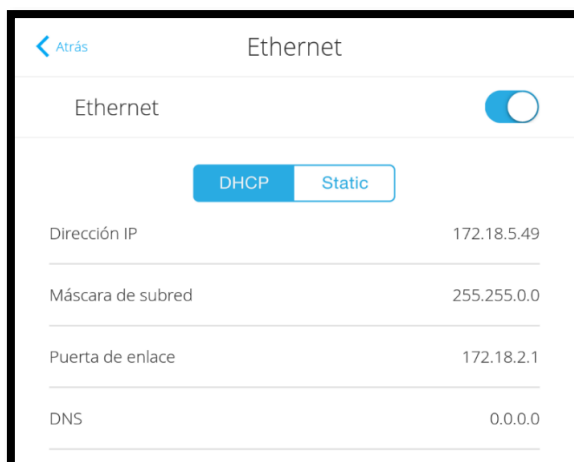 Atrás Ethernet
Ethernet
DHCP Static
Dirección IP 172.18.5.49
Máscara de subred 255.255.0.0
Puerta de enlace 172.18.2.1
DNS 0.0.0.0